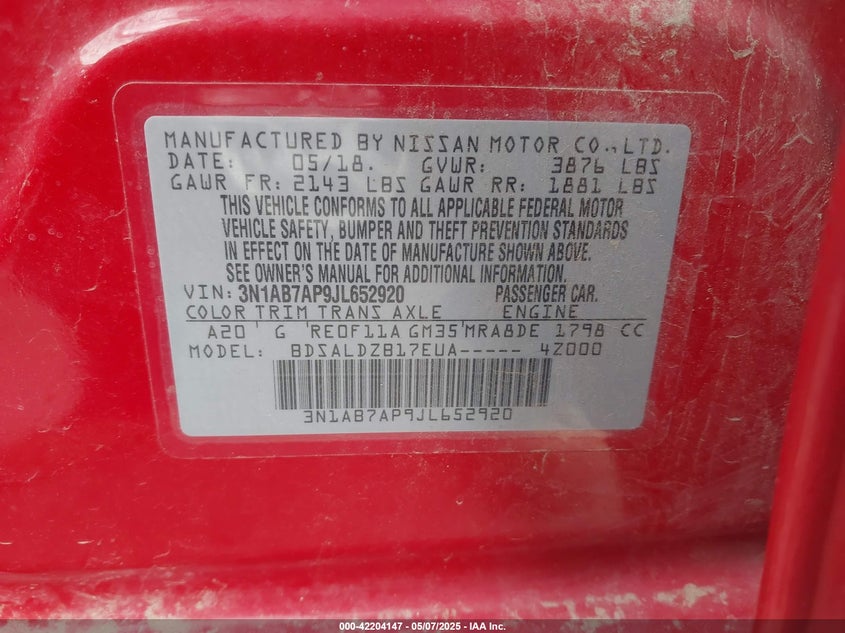 MANUFACTURED BY NISSAN MOTOR CO.,LTD.
DATE: 05/18. GVWR: 3876 LBS
GAWR FR: 2143 LBS GAWR RR: 1881 LBS
THIS VEHICLE CONFORMS TO ALL APPLICABLE FEDERAL MOTOR
VEHICLE SAFETY, BUMPER AND THEFT PREVENTION STANDARDS
IN EFFECT ON THE DATE OF MANUFACTURE SHOWN ABOVE.
SEE OWNER'S MANUAL FOR ADDITIONAL INFORMATION.
VIN: 3N1AB7AP9JL652920 PASSENGER CAR.
COLOR TRIM TRANS AXLE ENGINE
A20 G RE0F11A GM35 MRA8DE 1798 CC
MODEL: BDSALDZB17EUA----- 4Z000
3N1AB7AP9JL652920
000-42204147 — 05/07/2025 — IAA Inc.